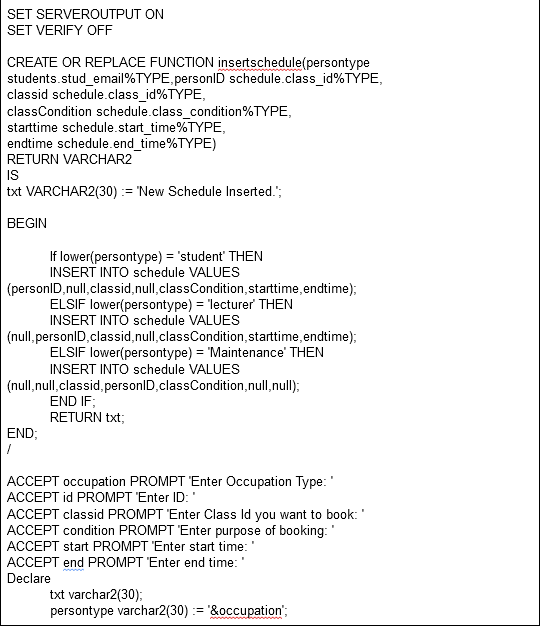 SET SERVEROUTPUT ON
SET VERIFY OFF
CREATE OR REPLACE FUNCTION insertschedule(persontype
students.stud_email%TYPE,personID schedule.class_id%TYPE,
classid schedule.class_id%TYPE,
classCondition schedule.class_condition%TYPE,
starttime schedule.start_time%TYPE,
endtime schedule.end_time%TYPE)
RETURN VARCHAR2
IS
txt VARCHAR2(30) := 'New Schedule Inserted.';
BEGIN
If lower(persontype) = 'student' THEN
INSERT INTO schedule VALUES
(personID,null,classid,null,classCondition,starttime,endtime);
ELSIF lower(persontype) = 'lecturer' THEN
INSERT INTO schedule VALUES
(null,personID,classid,null,classCondition,starttime,endtime);
ELSIF lower(persontype) = 'Maintenance' THEN
INSERT INTO schedule VALUES
(null,null,classid,personID,classCondition,null,null);
END IF;
RETURN txt;
END;
/
ACCEPT occupation PROMPT 'Enter Occupation Type: '
ACCEPT id PROMPT 'Enter ID: '
ACCEPT classid PROMPT 'Enter Class Id you want to book: '
ACCEPT condition PROMPT 'Enter purpose of booking: '
ACCEPT start PROMPT 'Enter start time: '
ACCEPT end PROMPT 'Enter end time: '
Declare
txt varchar2(30);
persontype varchar2(30) := '&occupation';